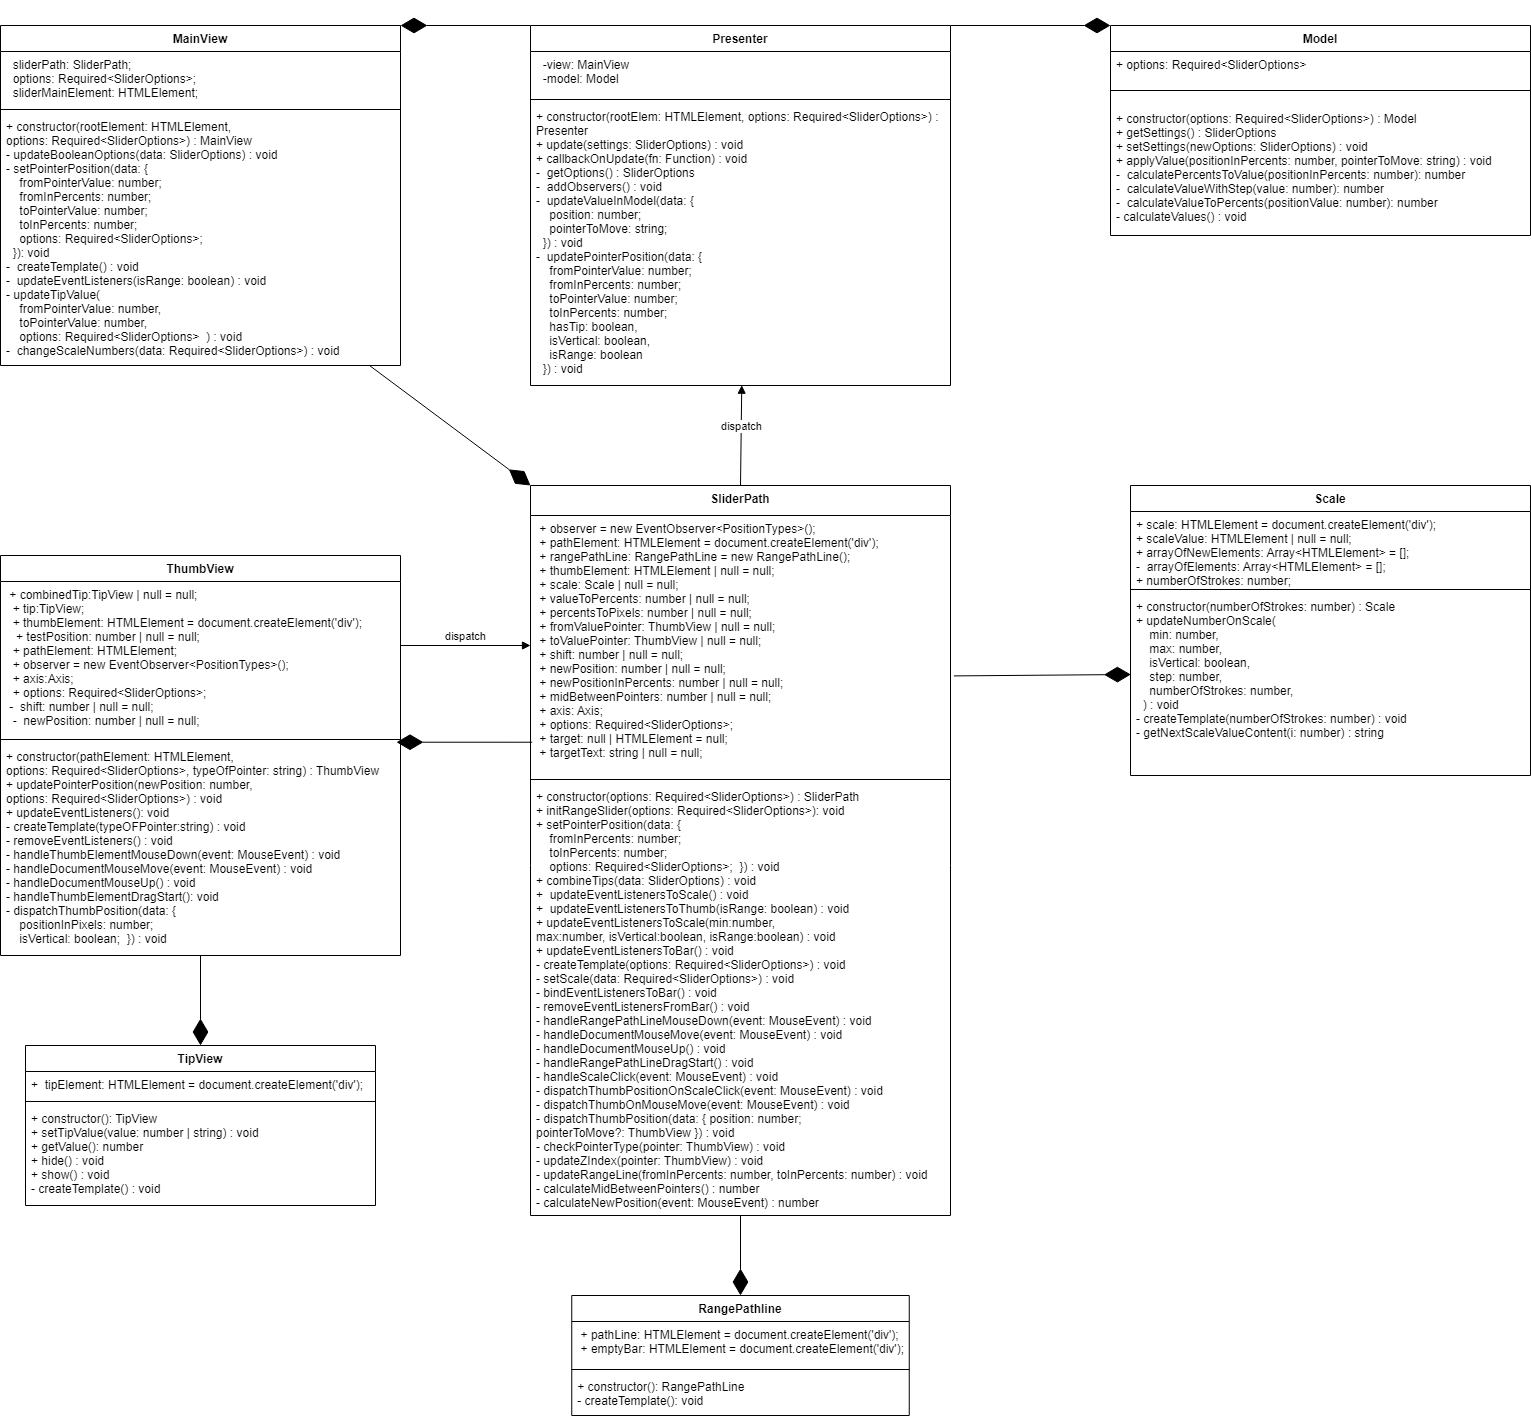 MainView
sliderPath: SliderPath;
options: Required<SliderOptions>;
sliderMainElement: HTMLElement;
+ constructor(rootElement: HTMLElement,
options: Required<SliderOptions>) : MainView
- updateBooleanOptions(data: SliderOptions) : void
- setPointerPosition(data: {
fromPointerValue: number;
fromInPercents: number;
toPointerValue: number;
toInPercents: number;
options: Required<SliderOptions>;
}): void
- createTemplate() : void
- updateEventListeners(isRange: boolean) : void
- updateTipValue(
fromPointerValue: number,
toPointerValue: number,
options: Required<SliderOptions> ) : void
- changeScaleNumbers(data: Required<SliderOptions>) : void
Presenter
-view: MainView
-model: Model
+ constructor(rootElem: HTMLElement, options: Required<SliderOptions>) :
Presenter
+ update(settings: SliderOptions) : void
+ callbackOnUpdate(fn: Function) : void
- getOptions() : SliderOptions
- addObservers() : void
- updateValueInModel(data: {
position: number;
pointerToMove: string;
}) : void
- updatePointerPosition(data: {
fromPointerValue: number;
fromInPercents: number;
toPointerValue: number;
toInPercents: number;
hasTip: boolean,
isVertical: boolean,
isRange: boolean
}) : void
Model
+ options: Required<SliderOptions>
+ constructor(options: Required<SliderOptions>) : Model
+ getSettings() : SliderOptions
+ setSettings(newOptions: SliderOptions) : void
+ applyValue(positionInPercents: number, pointerToMove: string) : void
- calculatePercentsToValue(positionInPercents: number): number
- calculateValueWithStep(value: number): number
- calculateValueToPercents(positionValue: number): number
- calculateValues() : void
dispatch
SliderPath
+ observer = new EventObserver<PositionTypes>();
+ pathElement: HTMLElement = document.createElement('div');
+ rangePathLine: RangePathLine = new RangePathLine();
+ thumbElement: HTMLElement | null = null;
+ scale: Scale | null = null;
+ valueToPercents: number | null = null;
+ percentsToPixels: number | null = null;
+ fromValuePointer: ThumbView | null = null;
+ toValuePointer: ThumbView | null = null;
+ shift: number | null = null;
+ newPosition: number | null = null;
+ newPositionInPercents: number | null = null;
+ midBetweenPointers: number | null = null;
+ axis: Axis;
+ options: Required<SliderOptions>;
+ target: null | HTMLElement = null;
+ targetText: string | null = null;
+ constructor(options: Required<SliderOptions>) : SliderPath
+ initRangeSlider(options: Required<SliderOptions>): void
+ setPointerPosition(data: {
fromInPercents: number;
toInPercents: number;
options: Required<SliderOptions>; }) : void
+ combineTips(data: SliderOptions) : void
+ updateEventListenersToScale() : void
+ updateEventListenersToThumb(isRange: boolean) : void
+ updateEventListenersToScale(min:number,
max:number, isVertical:boolean, isRange:boolean) : void
+ updateEventListenersToBar() : void
- createTemplate(options: Required<SliderOptions>) : void
- setScale(data: Required<SliderOptions>) : void
- bindEventListenersToBar() : void
- removeEventListenersFromBar() : void
- handleRangePathLineMouseDown(event: MouseEvent) : void
- handleDocumentMouseMove(event: MouseEvent) : void
- handleDocumentMouseUp() : void
- handleRangePathLineDragStart() : void
- handleScaleClick(event: MouseEvent) : void
- dispatchThumbPositionOnScaleClick(event: MouseEvent) : void
- dispatchThumbOnMouseMove(event: MouseEvent) : void
- dispatchThumbPosition(data: { position: number;
pointerToMove?: ThumbView }) : void
- checkPointerType(pointer: ThumbView) : void
- updateZIndex(pointer: ThumbView) : void
- updateRangeLine(fromInPercents: number, toInPercents: number) : void
- calculateMidBetweenPointers() : number
- calculateNewPosition(event: MouseEvent) : number
Scale
+ scale: HTMLElement = document.createElement('div');
+ scaleValue: HTMLElement | null = null;
+ arrayOfNewElements: Array<HTMLElement> = [];
- arrayOfElements: Array<HTMLElement> = [];
+ numberOfStrokes: number;
+ constructor(numberOfStrokes: number) : Scale
+ updateNumberOnScale(
min: number,
max: number,
isVertical: boolean,
step: number,
numberOfStrokes: number,
) : void
- createTemplate(numberOfStrokes: number) : void
- getNextScaleValueContent(i: number) : string
ThumbView
+ combinedTip:TipView | null = null;
+ tip:TipView;
+ thumbElement: HTMLElement = document.createElement('div');
+ testPosition: number | null = null;
+ pathElement: HTMLElement;
+ observer = new EventObserver<PositionTypes>();
+ axis:Axis;
+ options: Required<SliderOptions>;
- shift: number | null = null;
- newPosition: number | null = null;
+ constructor(pathElement: HTMLElement,
options: Required<SliderOptions>, typeOfPointer: string) : ThumbView
+ updatePointerPosition(newPosition: number,
options: Required<SliderOptions>) : void
+ updateEventListeners(): void
- createTemplate(typeOFPointer:string) : void
- removeEventListeners() : void
- handleThumbElementMouseDown(event: MouseEvent) : void
- handleDocumentMouseMove(event: MouseEvent) : void
- handleDocumentMouseUp() : void
- handleThumbElementDragStart(): void
- dispatchThumbPosition(data: {
positionInPixels: number;
isVertical: boolean; }) : void
dispatch
TipView
+ tipElement: HTMLElement = document.createElement('div');
+ constructor(): TipView
+ setTipValue(value: number | string) : void
+ getValue(): number
+ hide() : void
+ show() : void
- createTemplate() : void
RangePathline
+ pathLine: HTMLElement = document.createElement('div');
+ emptyBar: HTMLElement = document.createElement('div');
+ constructor(): RangePathLine
- createTemplate(): void